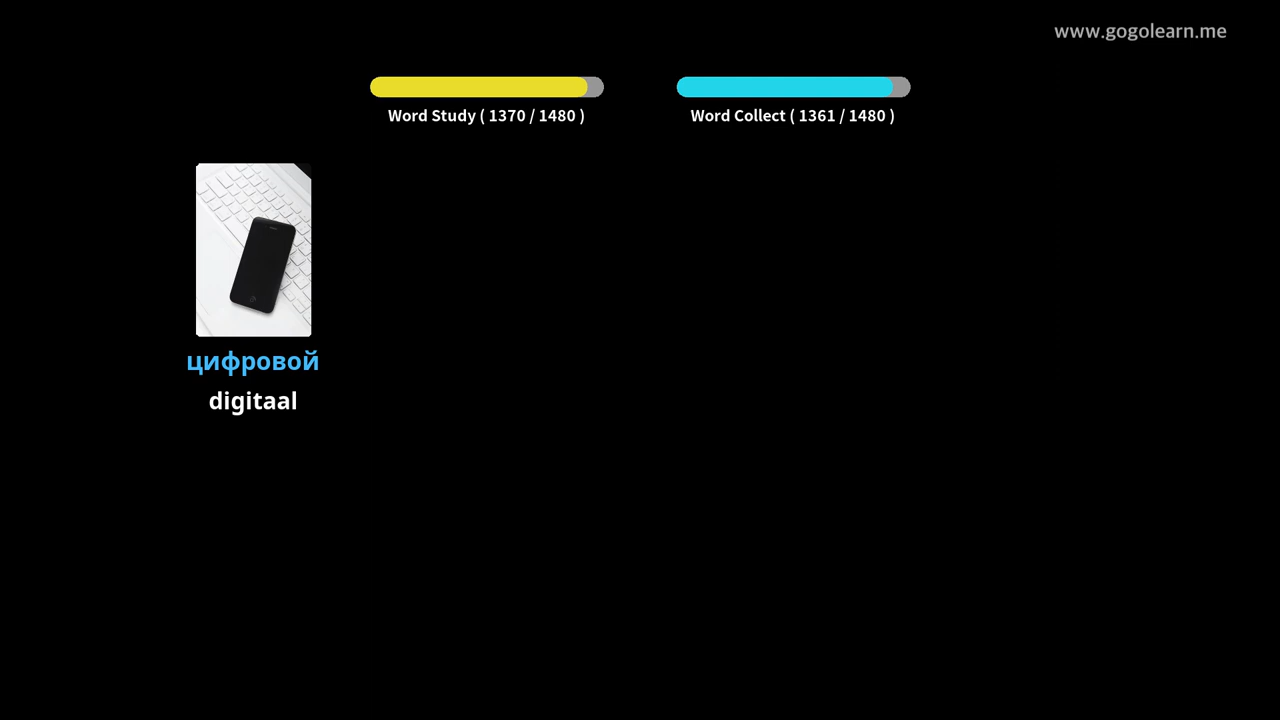 www.gogolearn.me
Word Study ( 1370 / 1480 )
Word Collect ( 1361 / 1480 )
цифровой
digitaal